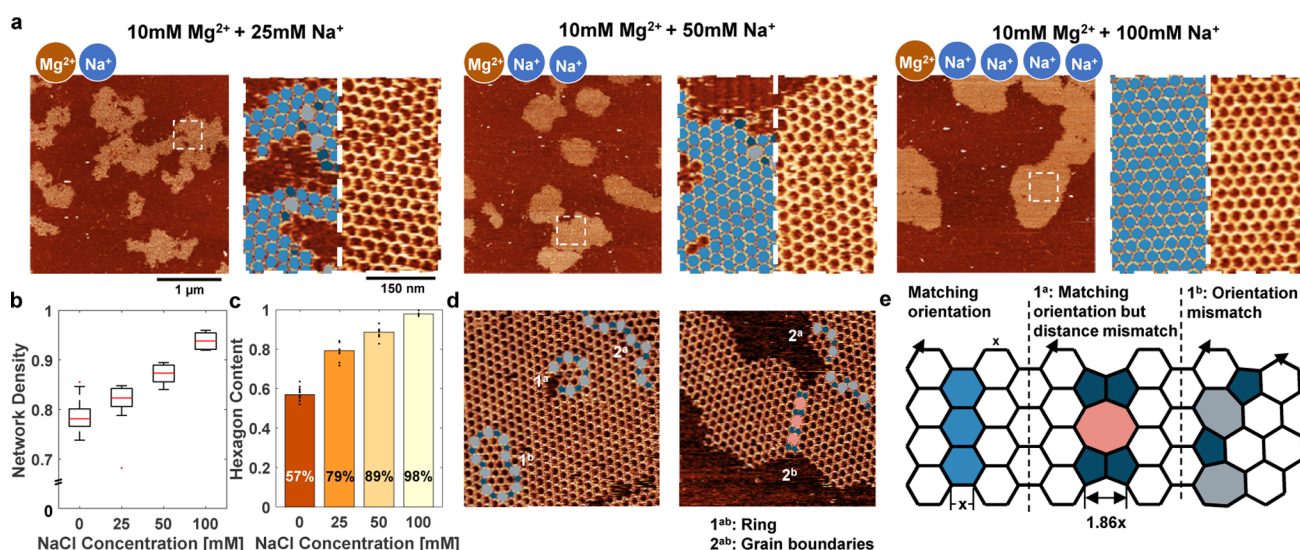 a
10mM Mg²⁺ + 25mM Na⁺
10mM Mg²⁺ + 50mM Na⁺
10mM Mg²⁺ + 100mM Na⁺
Mg²⁺ Na⁺
Mg²⁺ Na⁺ Na⁺
Mg²⁺ Na⁺ Na⁺ Na⁺ Na⁺
1 µm
150 nm
b
Network Density
1
0.9
0.8
0.7
0
0 25 50 100
NaCl Concentration [mM]
c
Hexagon Content
1
0.8
0.6
0.4
0.2
0
57% 79% 89% 98%
0 25 50 100
NaCl Concentration [mM]
d
1ᵃ
2ᵃ
1ᵇ
2ᵃ
2ᵇ
1ᵃᵇ: Ring
2ᵃᵇ: Grain boundaries
e
Matching
orientation
1ᵃ: Matching
orientation but
distance mismatch
1ᵇ: Orientation
mismatch
x
x
1.86x